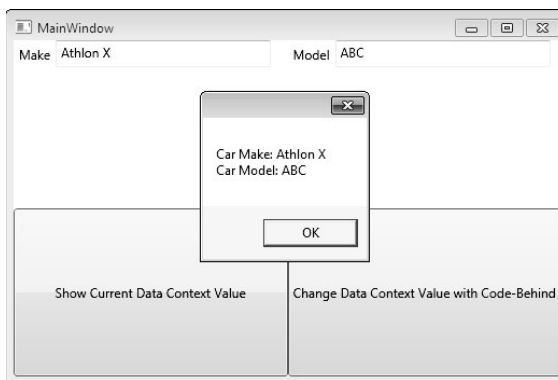 MainWindow
Make Athlon X Model ABC
Car Make: Athlon X
Car Model: ABC
OK
Show Current Data Context Value
Change Data Context Value with Code-Behind